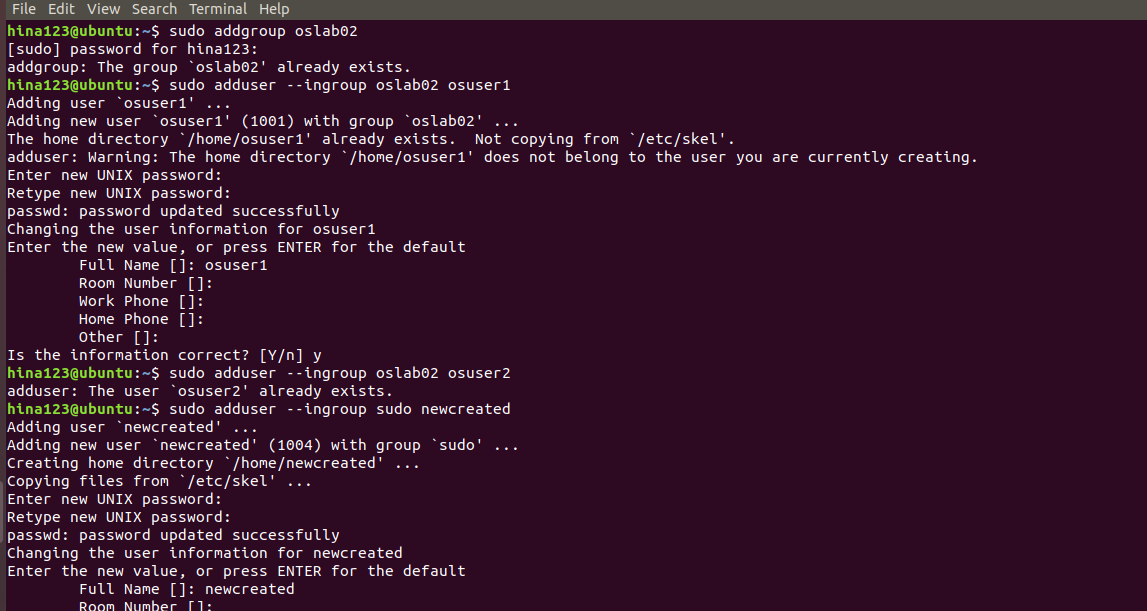 File Edit View Search Terminal Help
hina123@ubuntu:~$ sudo addgroup oslab02
[sudo] password for hina123:
addgroup: The group `oslab02' already exists.
hina123@ubuntu:~$ sudo adduser --ingroup oslab02 osuser1
Adding user `osuser1' ...
Adding new user `osuser1' (1001) with group `oslab02' ...
The home directory `/home/osuser1' already exists.  Not copying from `/etc/skel'.
adduser: Warning: The home directory `/home/osuser1' does not belong to the user you are currently creating.
Enter new UNIX password:
Retype new UNIX password:
passwd: password updated successfully
Changing the user information for osuser1
Enter the new value, or press ENTER for the default
        Full Name []: osuser1
        Room Number []:
        Work Phone []:
        Home Phone []:
        Other []:
Is the information correct? [Y/n] y
hina123@ubuntu:~$ sudo adduser --ingroup oslab02 osuser2
adduser: The user `osuser2' already exists.
hina123@ubuntu:~$ sudo adduser --ingroup sudo newcreated
Adding user `newcreated' ...
Adding new user `newcreated' (1004) with group `sudo' ...
Creating home directory `/home/newcreated' ...
Copying files from `/etc/skel' ...
Enter new UNIX password:
Retype new UNIX password:
passwd: password updated successfully
Changing the user information for newcreated
Enter the new value, or press ENTER for the default
        Full Name []: newcreated
        Room Number []: